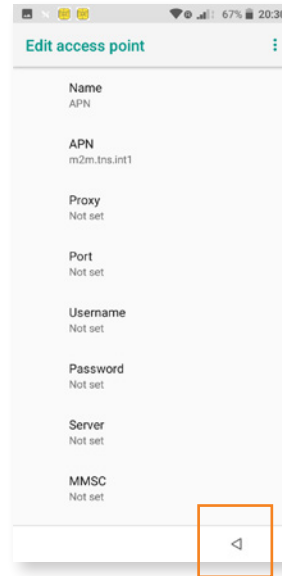 67% 20:30
Edit access point
Name
APN
APN
m2m.tns.int1
Proxy
Not set
Port
Not set
Username
Not set
Password
Not set
Server
Not set
MMSC
Not set